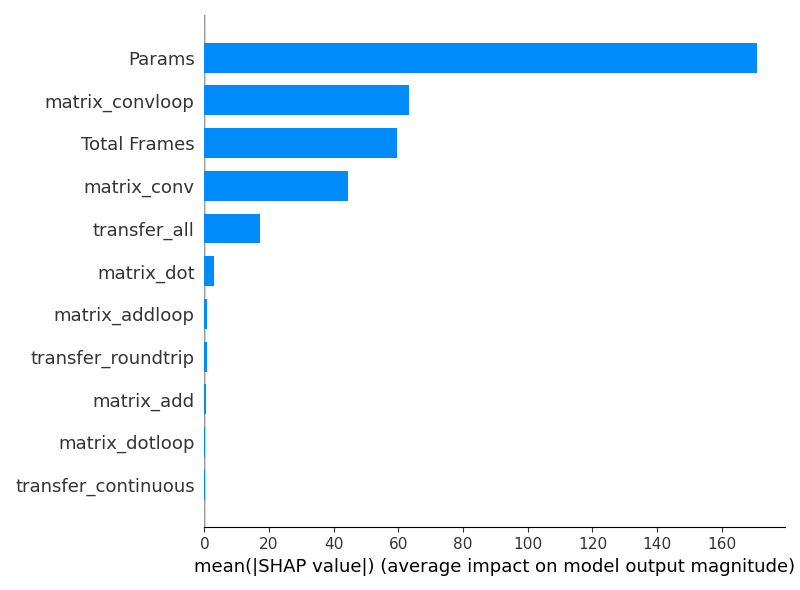 Params
matrix_convloop
Total Frames
matrix_conv
transfer_all
matrix_dot
matrix_addloop
transfer_roundtrip
matrix_add
matrix_dotloop
transfer_continuous
0 20 40 60 80 100 120 140 160
mean(|SHAP value|) (average impact on model output magnitude)